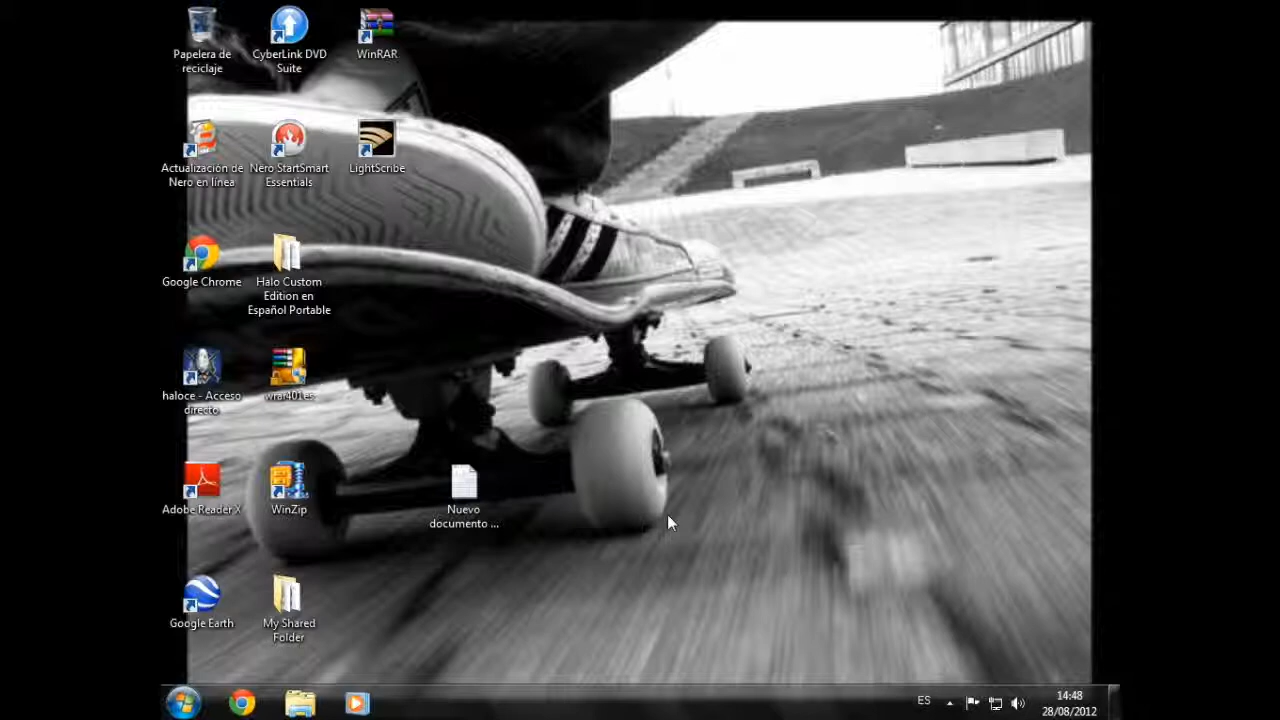 Papelera de
reciclaje
CyberLink DVD
Suite
WinRAR
Actualización de
Nero en línea
Nero StartSmart
Essentials
LightScribe
Google Chrome
Halo Custom
Edition en
Español Portable
haloce - Acceso
directo
wrar401es
Adobe Reader X
WinZip
Nuevo
documento ...
Google Earth
My Shared
Folder
ES
14:48
28/08/2012